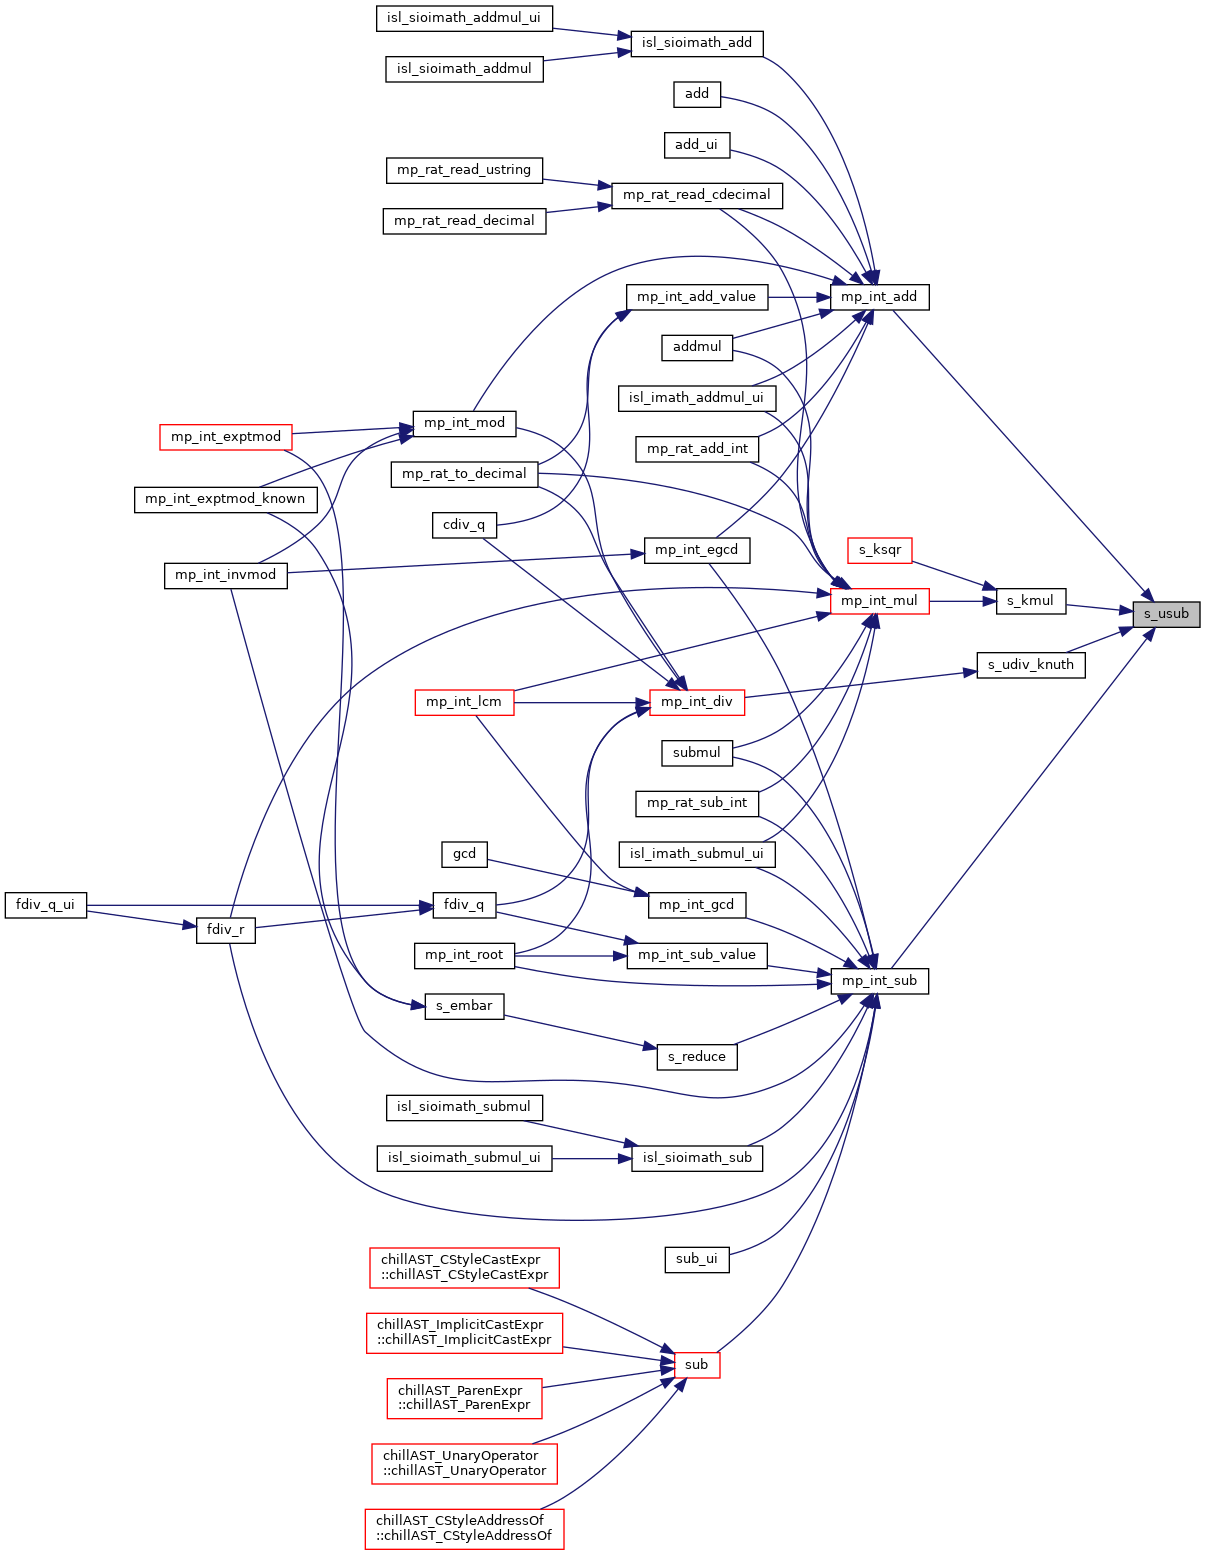 isl_sioimath_addmul_ui
isl_sioimath_add
isl_sioimath_addmul
add
add_ui
mp_rat_read_ustring
mp_rat_read_cdecimal
mp_rat_read_decimal
mp_int_add_value
mp_int_add
addmul
isl_imath_addmul_ui
mp_int_mod
mp_int_exptmod
mp_rat_add_int
mp_rat_to_decimal
mp_int_exptmod_known
cdiv_q
mp_int_egcd
s_ksqr
mp_int_invmod
mp_int_mul
s_kmul
s_usub
s_udiv_knuth
mp_int_lcm
mp_int_div
submul
mp_rat_sub_int
gcd
isl_imath_submul_ui
fdiv_q_ui
fdiv_q
mp_int_gcd
fdiv_r
mp_int_root
mp_int_sub_value
mp_int_sub
s_embar
s_reduce
isl_sioimath_submul
isl_sioimath_submul_ui
isl_sioimath_sub
sub_ui
chillAST_CStyleCastExpr
::chillAST_CStyleCastExpr
chillAST_ImplicitCastExpr
::chillAST_ImplicitCastExpr
sub
chillAST_ParenExpr
::chillAST_ParenExpr
chillAST_UnaryOperator
::chillAST_UnaryOperator
chillAST_CStyleAddressOf
::chillAST_CStyleAddressOf